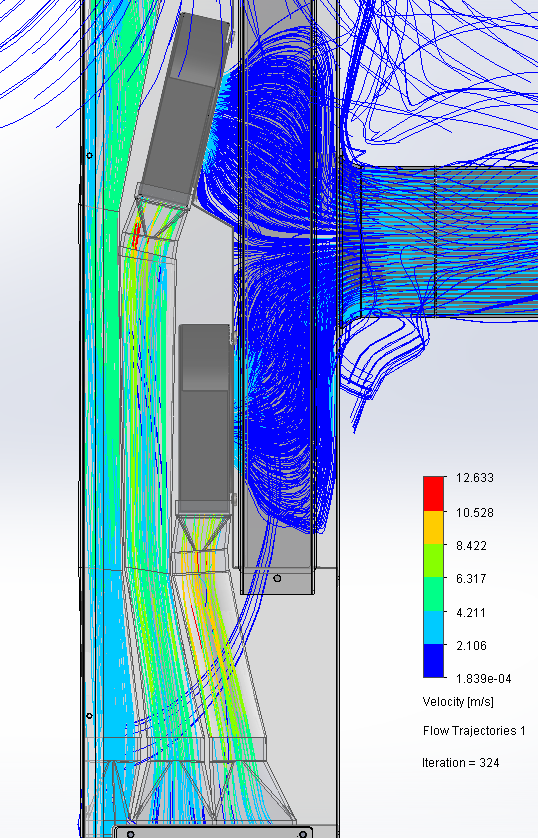 12.633
10.528
8.422
6.317
4.211
2.106
1.839e-04
Velocity [m/s]
Flow Trajectories 1
Iteration = 324